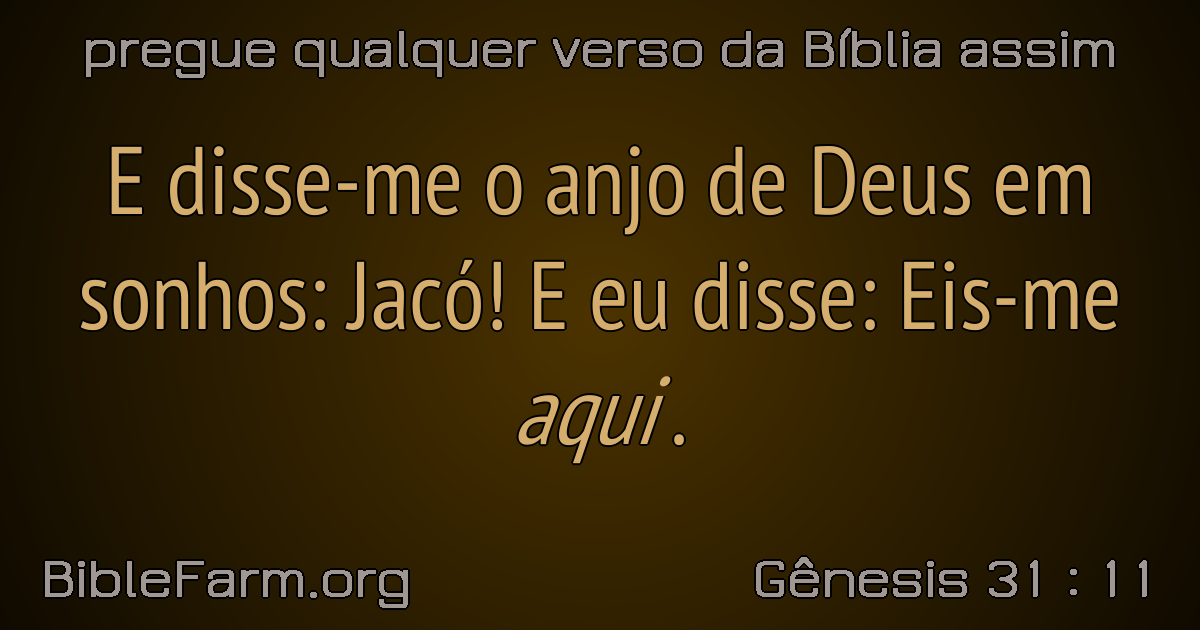 pregue qualquer verso da Bíblia assim
E disse-me o anjo de Deus em
sonhos: Jacó! E eu disse: Eis-me
aqui .
BibleFarm.org
Gênesis 31 : 11